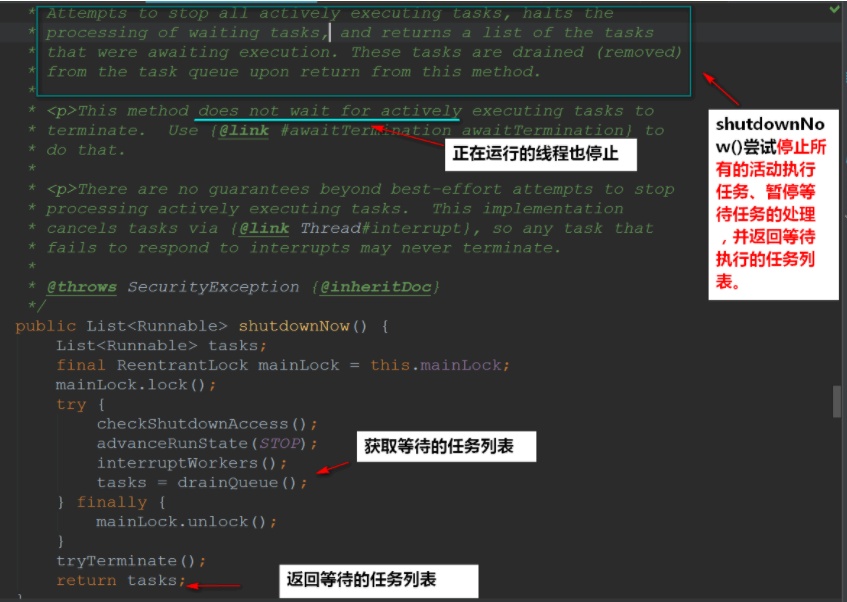 * Attempts to stop all actively executing tasks, halts the
* processing of waiting tasks, and returns a list of the tasks
* that were awaiting execution. These tasks are drained (removed)
* from the task queue upon return from this method.
*
* <p>This method does not wait for actively executing tasks to
* terminate.  Use {@link #awaitTermination awaitTermination} to
* do that.
*
* <p>There are no guarantees beyond best-effort attempts to stop
* processing actively executing tasks.  This implementation
* cancels tasks via {@link Thread#interrupt}, so any task that
* fails to respond to interrupts may never terminate.
*
* @throws SecurityException {@inheritDoc}
*/
public List<Runnable> shutdownNow() {
List<Runnable> tasks;
final ReentrantLock mainLock = this.mainLock;
mainLock.lock();
try {
checkShutdownAccess();
advanceRunState(STOP);
interruptWorkers();
tasks = drainQueue();
} finally {
mainLock.unlock();
}
tryTerminate();
return tasks;
正在运行的线程也停止
shutdownNo
w()尝试停止所
有的活动执行
任务、暂停等
待任务的处理
，并返回等待
执行的任务列
表。
获取等待的任务列表
返回等待的任务列表